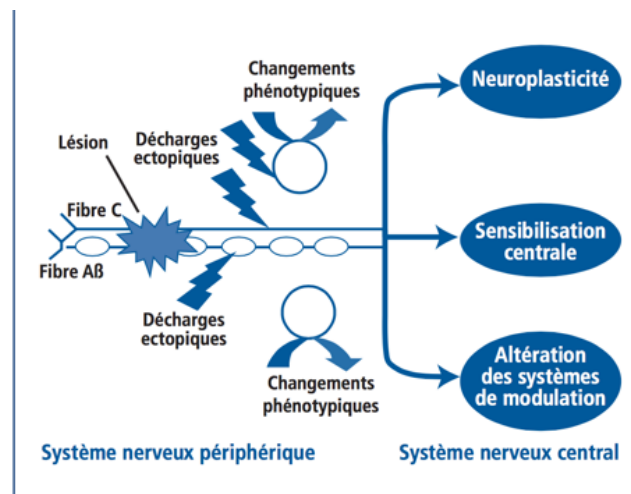 Changements
phénotypiques
Neuroplasticité
Décharges
ectopiques
Lésion
Fibre C
Sensibilisation
centrale
Fibre Aß
Décharges
ectopiques
Changements
phénotypiques
Altération
des systèmes
de modulation
Système nerveux périphérique
Système nerveux central